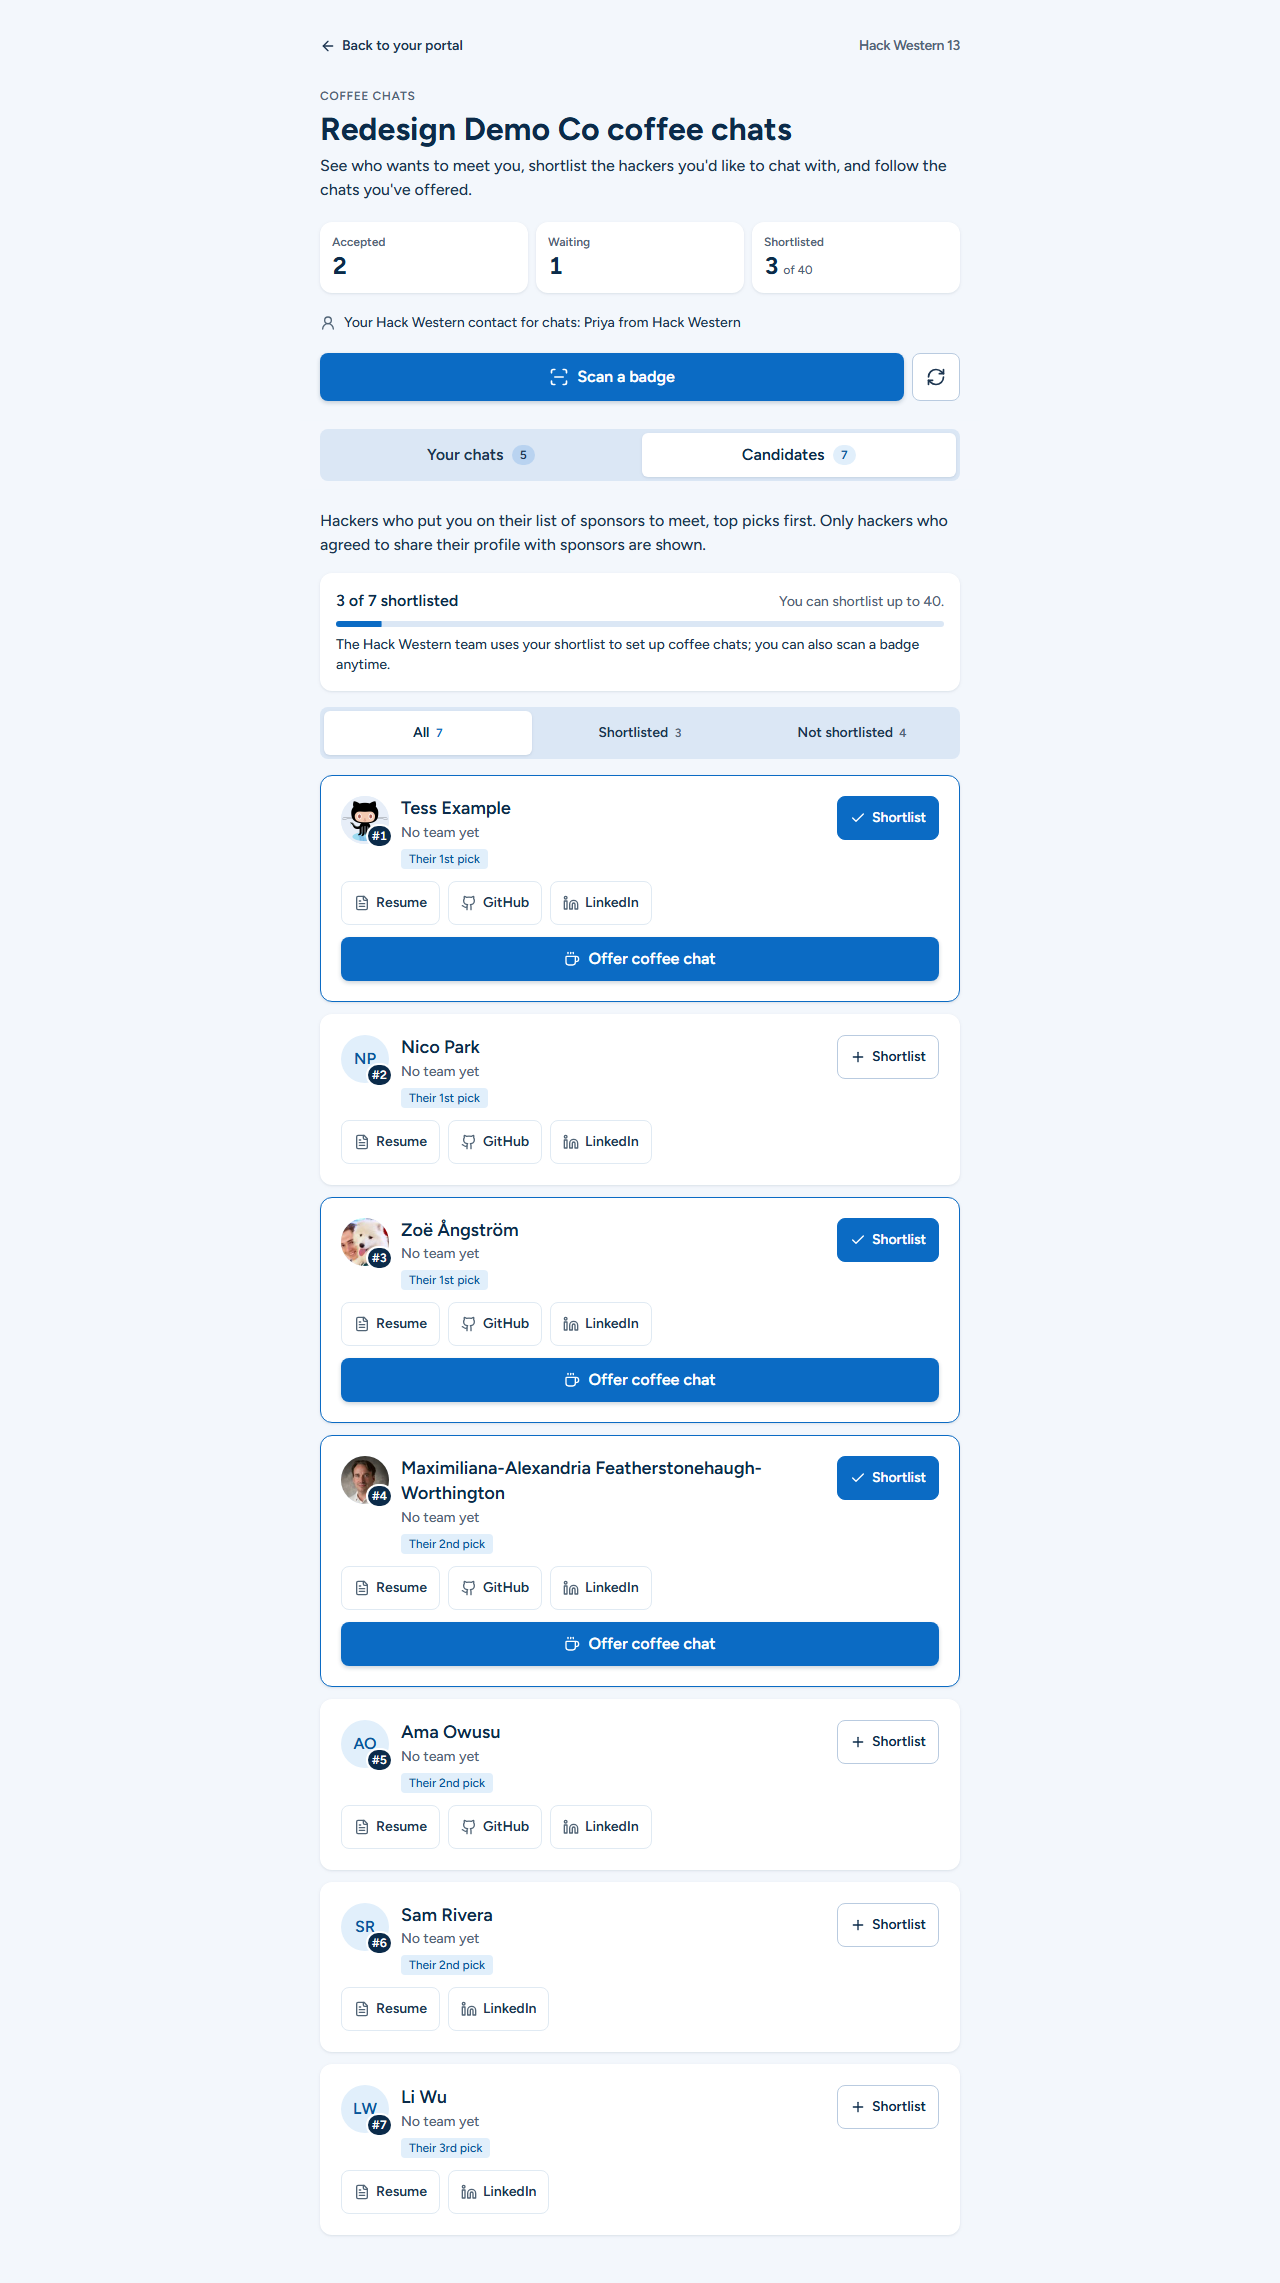 Back to your portal
Hack Western 13
COFFEE CHATS
Redesign Demo Co coffee chats
See who wants to meet you, shortlist the hackers you'd like to chat with, and follow the
chats you've offered.
Accepted
2
Waiting
1
Shortlisted
3 of 40
Your Hack Western contact for chats: Priya from Hack Western
Scan a badge
Your chats 5
Candidates 7
Hackers who put you on their list of sponsors to meet, top picks first. Only hackers who
agreed to share their profile with sponsors are shown.
3 of 7 shortlisted
You can shortlist up to 40.
The Hack Western team uses your shortlist to set up coffee chats; you can also scan a badge
anytime.
All 7
Shortlisted 3
Not shortlisted 4
#1
Tess Example
No team yet
Their 1st pick
Shortlist
Resume
GitHub
LinkedIn
Offer coffee chat
NP
#2
Nico Park
No team yet
Their 1st pick
Shortlist
Resume
GitHub
LinkedIn
#3
Zoë Ångström
No team yet
Their 1st pick
Shortlist
Resume
GitHub
LinkedIn
Offer coffee chat
#4
Maximiliana-Alexandria Featherstonehaugh-
Worthington
No team yet
Their 2nd pick
Shortlist
Resume
GitHub
LinkedIn
Offer coffee chat
AO
#5
Ama Owusu
No team yet
Their 2nd pick
Shortlist
Resume
GitHub
LinkedIn
SR
#6
Sam Rivera
No team yet
Their 2nd pick
Shortlist
Resume
LinkedIn
LW
#7
Li Wu
No team yet
Their 3rd pick
Shortlist
Resume
LinkedIn